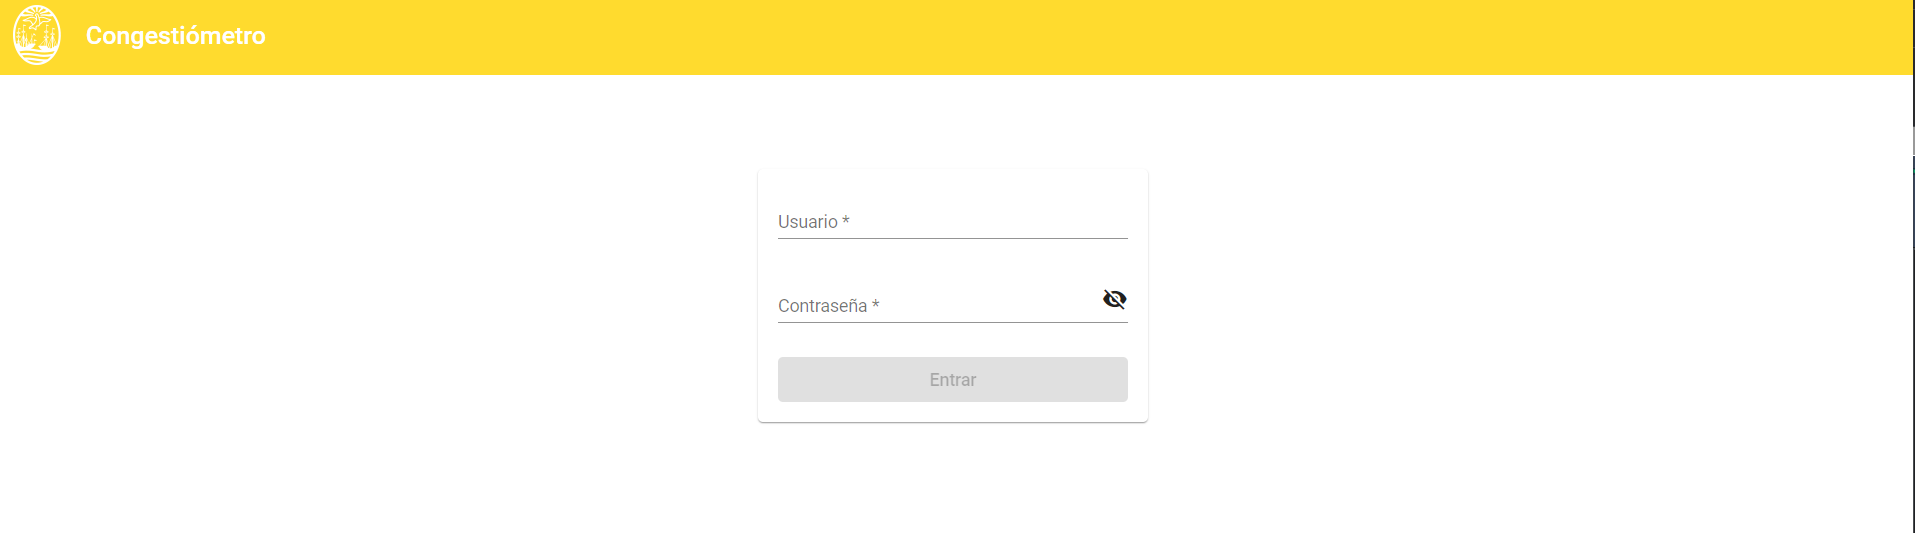 Congestiómetro
Usuario *
Contraseña *
Entrar